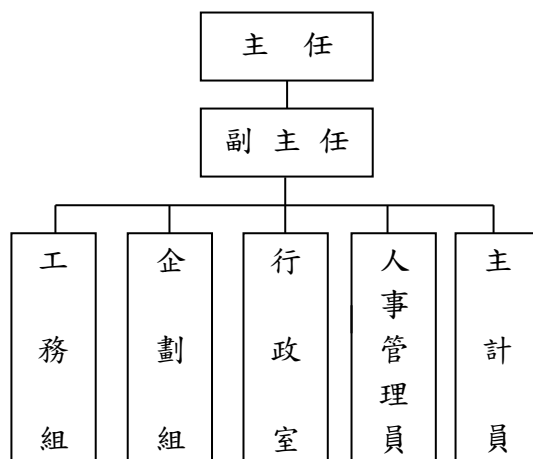 主任
副主任
工務組
企劃組
行政室
人事管理員
主計員